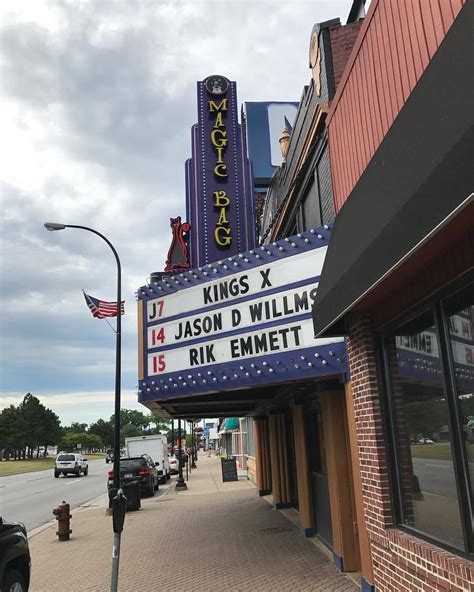 MAGIC BAG
J7 KINGS X
14 JASON D WILLMS
15 RIK EMMETT